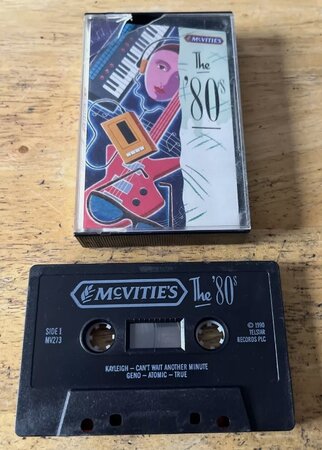 McVITIE'S
The
'80s
McVITIE'S The '80s
SIDE 1
MV273
© 1990
TELSTAR
RECORDS PLC
KAYLEIGH – CAN'T WAIT ANOTHER MINUTE
GENO – ATOMIC – TRUE